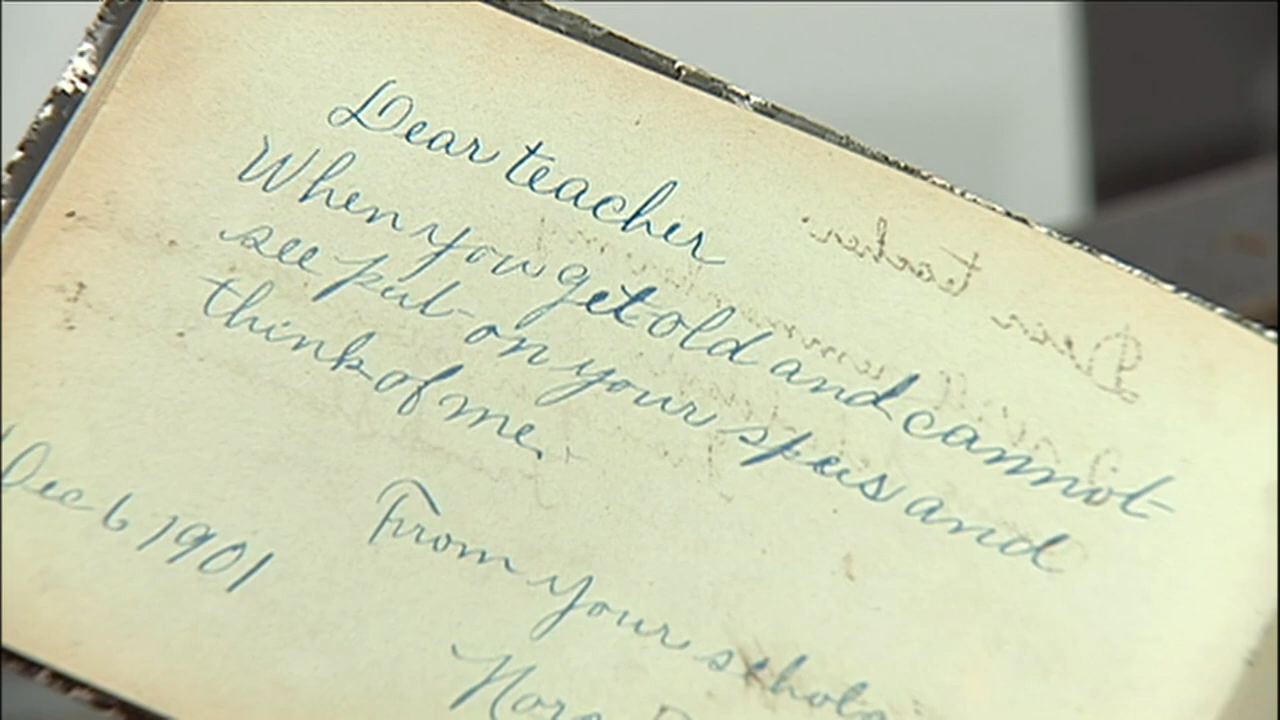 Dear teacher
When you get old and cannot
see put on your specs and
think of me.
Dec 6 1901
From your
Nora